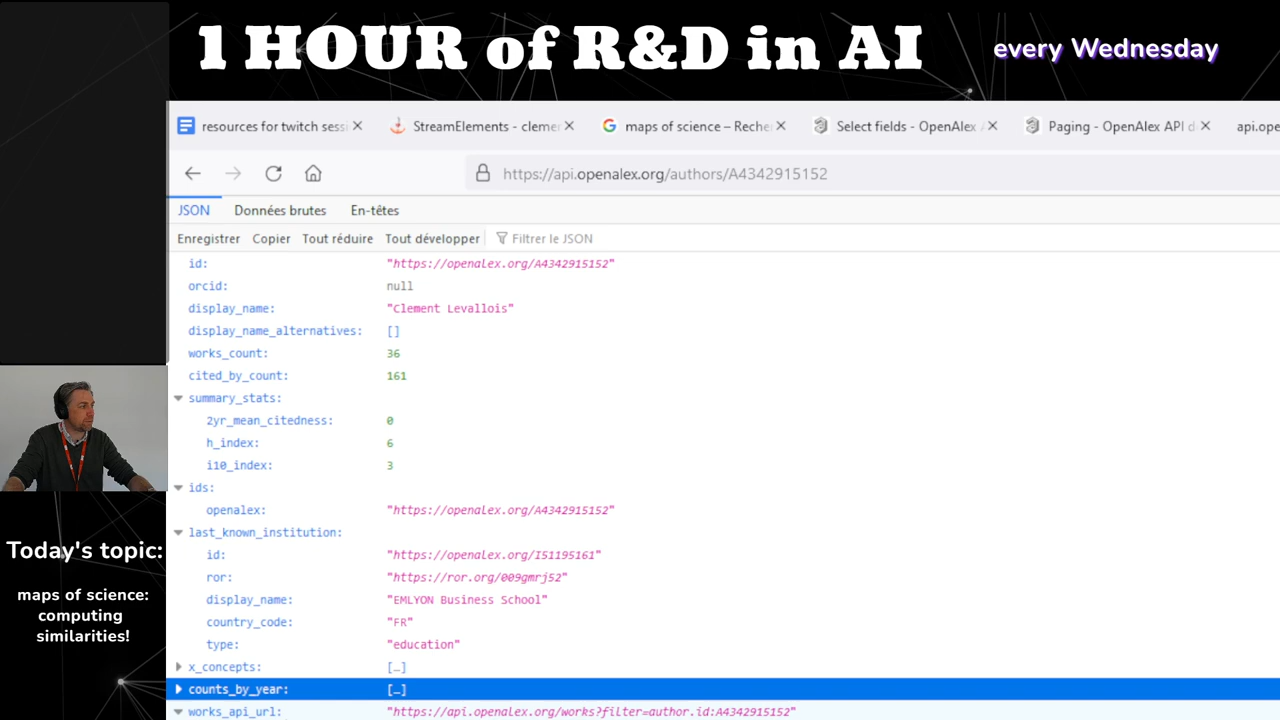 1 HOUR of R&D in AI
every Wednesday
resources for twitch sessi
StreamElements - cleme
maps of science – Reche
Select fields - OpenAlex A
Paging - OpenAlex API d
api.ope
https://api.openalex.org/authors/A4342915152
JSON Données brutes En-têtes
Enregistrer Copier Tout réduire Tout développer Filtrer le JSON
id: "https://openalex.org/A4342915152"
orcid: null
display_name: "Clement Levallois"
display_name_alternatives: []
works_count: 36
cited_by_count: 161
summary_stats:
2yr_mean_citedness: 0
h_index: 6
i10_index: 3
ids:
openalex: "https://openalex.org/A4342915152"
last_known_institution:
id: "https://openalex.org/I51195161"
ror: "https://ror.org/009gmrj52"
display_name: "EMLYON Business School"
country_code: "FR"
type: "education"
x_concepts: […]
counts_by_year: […]
works_api_url: "https://api.openalex.org/works?filter=author.id:A4342915152"
Today's topic:
maps of science:
computing
similarities!